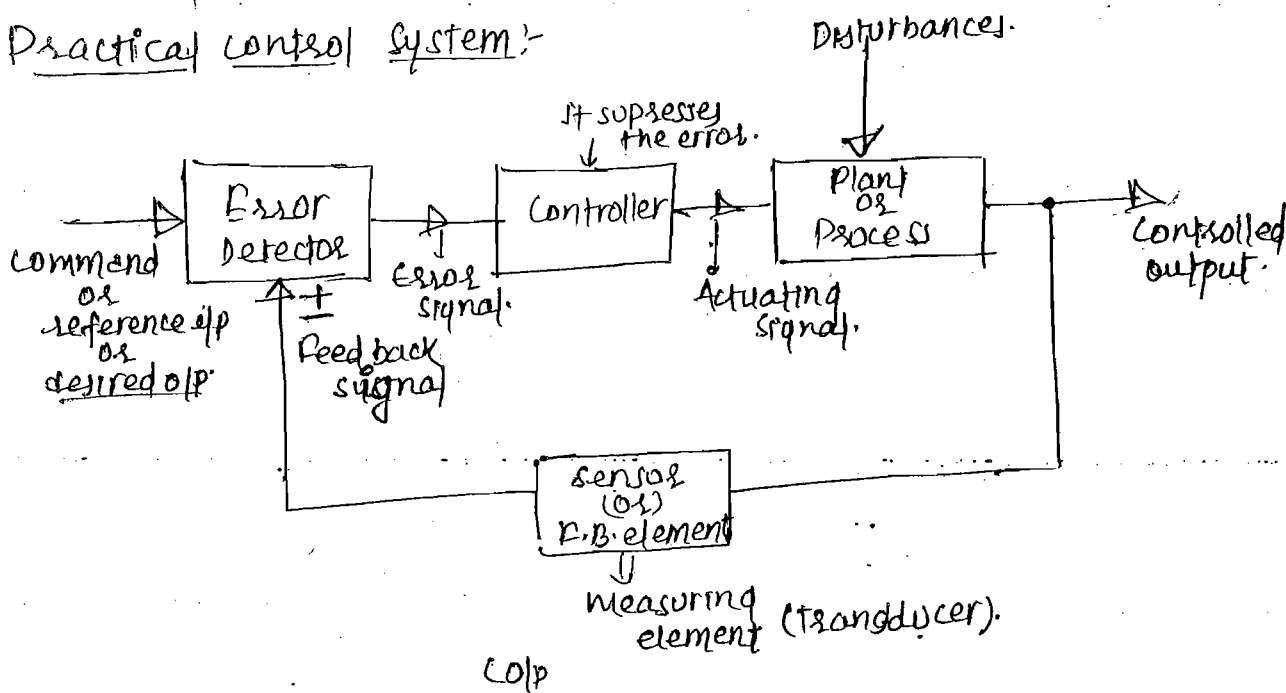 Practical control system:-
Disturbances.
It supresses
the error.
Error
Detector
Controller
Plant
or
Process
command
or
reference i/p
or
desired o/p.
Error
signal.
Actuating
signal.
Controlled
output.
±
Feed back
signal
sensor
(or)
F.B. element
measuring
element (Transducer).
(o/p